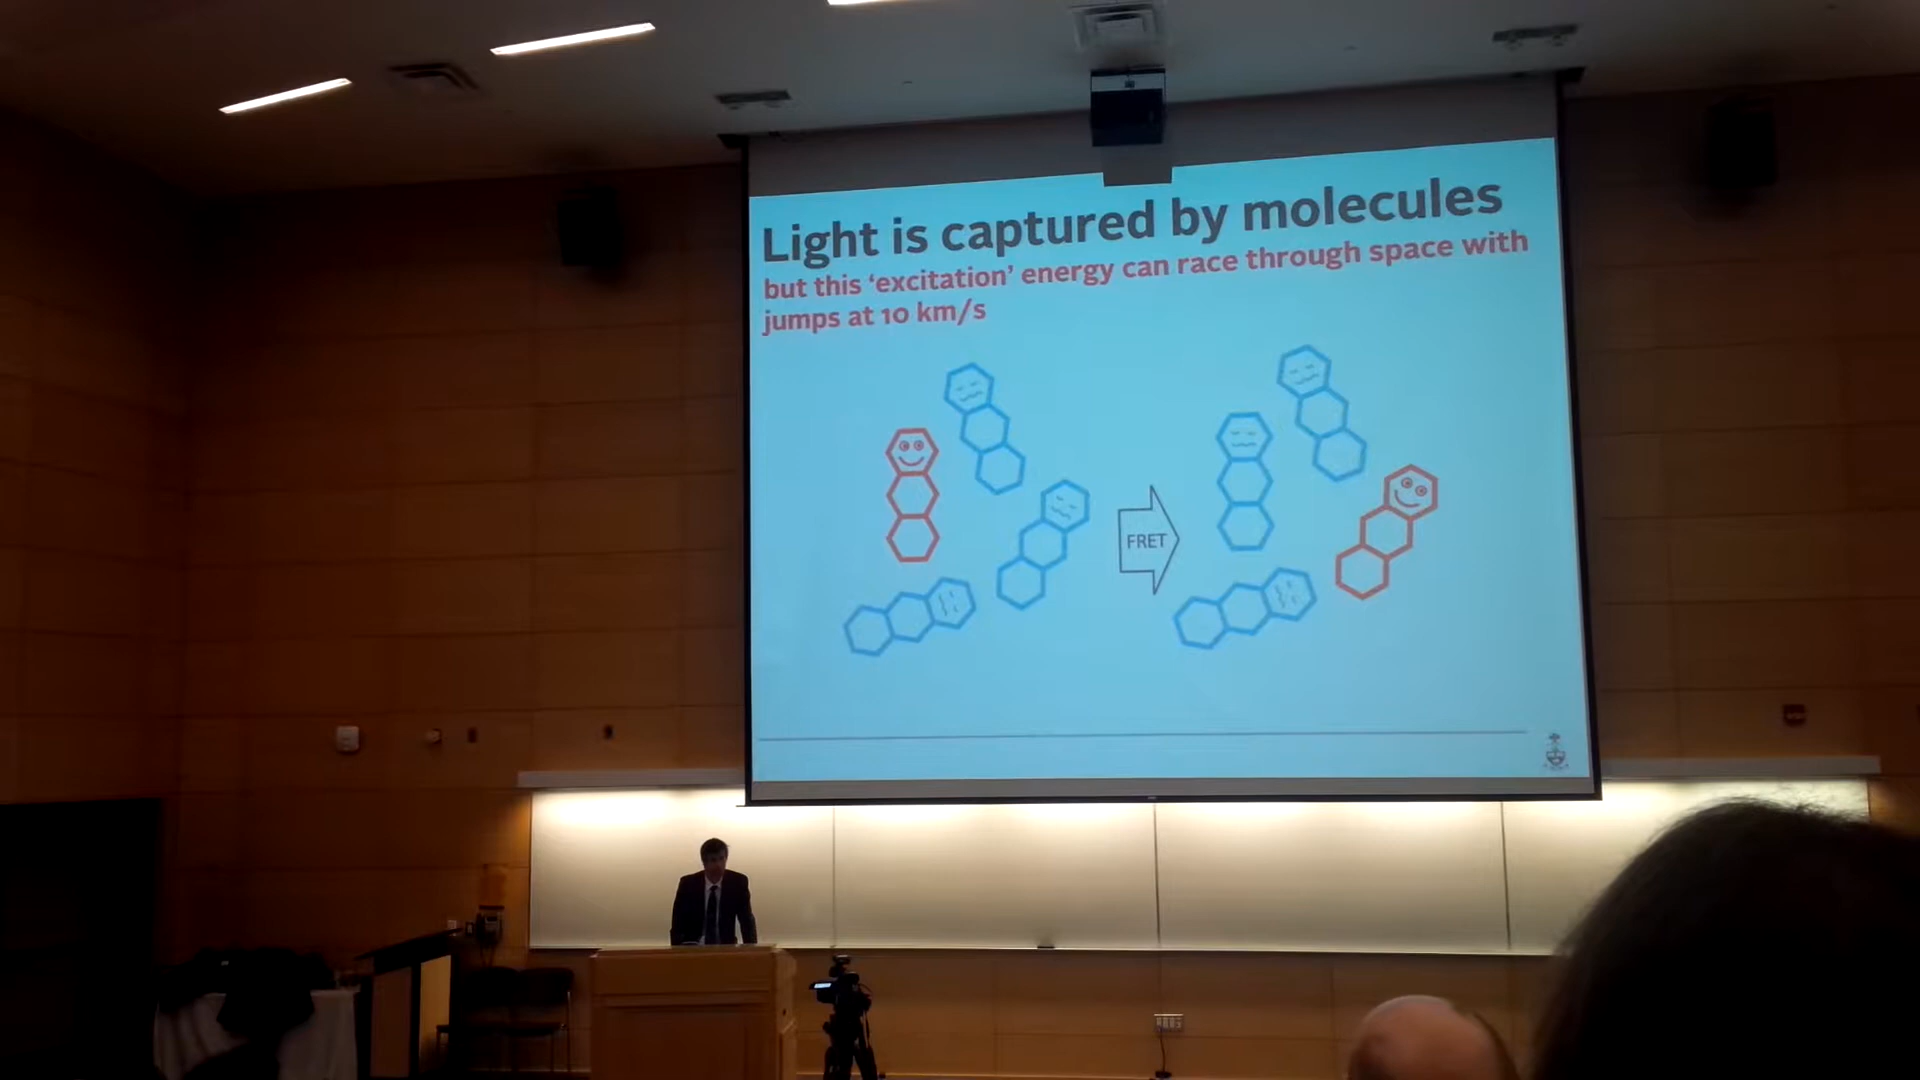 Light is captured by molecules
but this ‘excitation’ energy can race through space with
jumps at 10 km/s
FRET